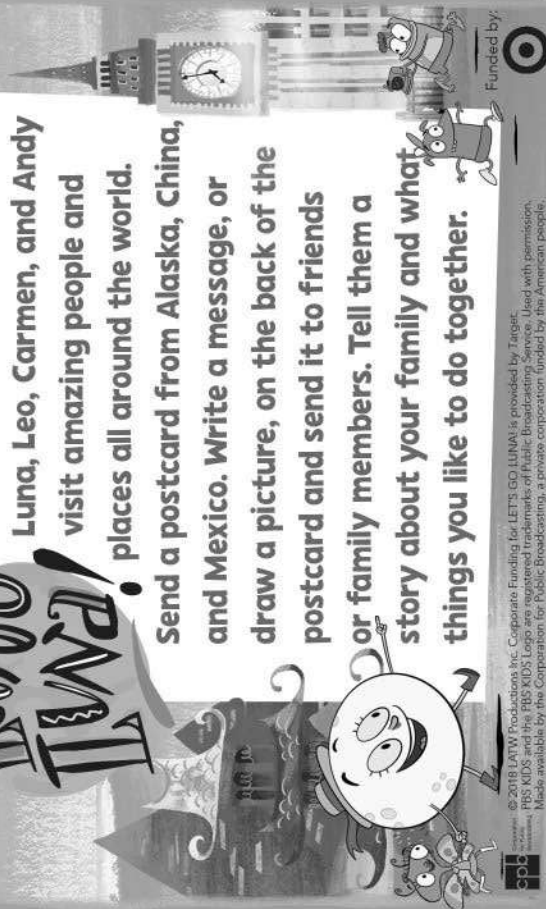 LUNA!
Luna, Leo, Carmen, and Andy
visit amazing people and
places all around the world.
Send a postcard from Alaska, China,
and Mexico. Write a message, or
draw a picture, on the back of the
postcard and send it to friends
or family members. Tell them a
story about your family and what
things you like to do together.
Funded by:
cpb
Corporation
for Public
Broadcasting
© 2018 LATW Productions Inc. Corporate Funding for LET'S GO LUNA! is provided by Target.
PBS KIDS and the PBS KIDS Logo are registered trademarks of Public Broadcasting Service. Used with permission.
Made available by the Corporation for Public Broadcasting, a private corporation funded by the American people.